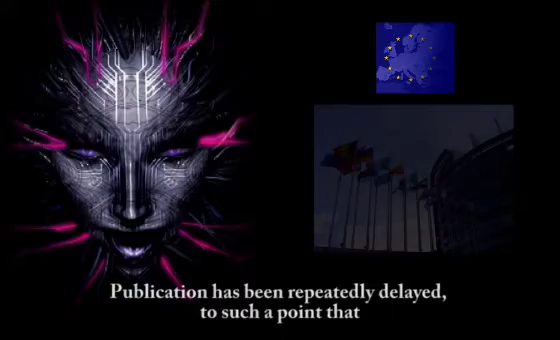 Publication has been repeatedly delayed,
to such a point that